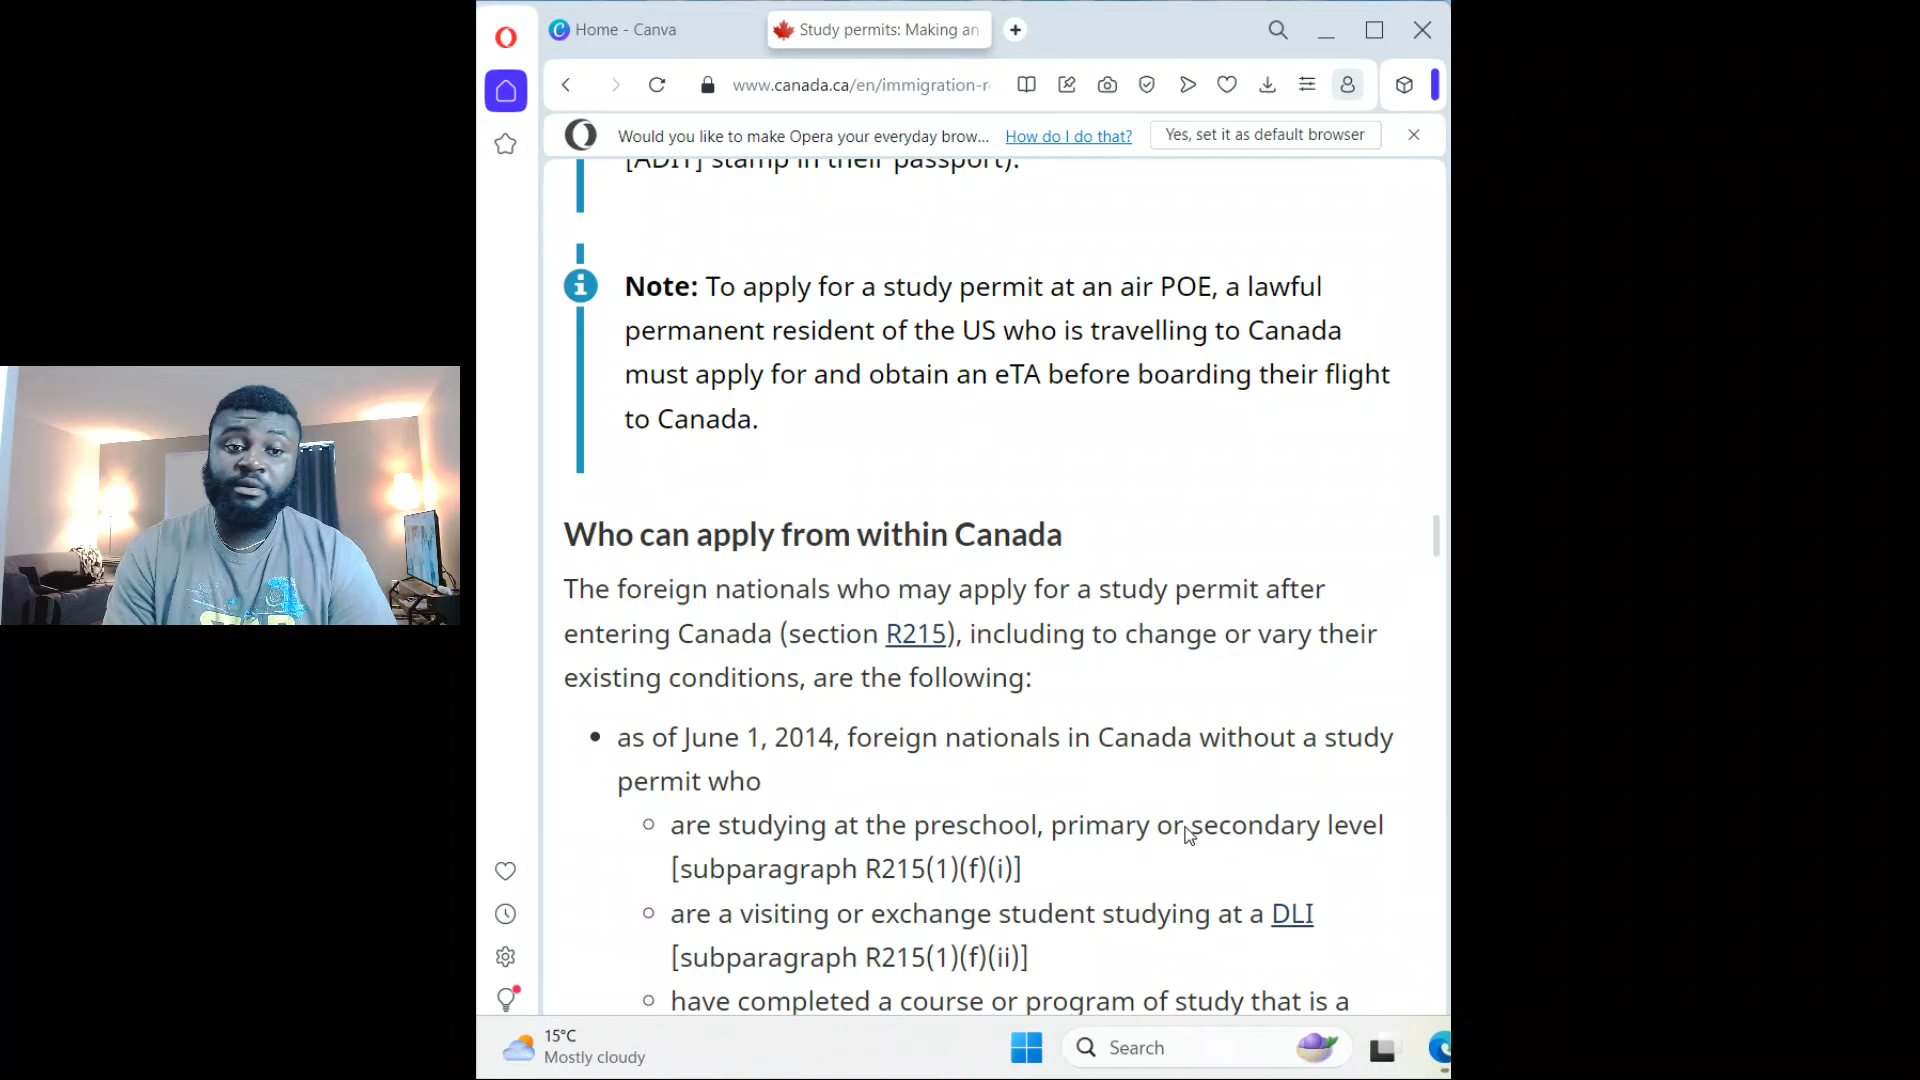 Home - Canva
Study permits: Making an
www.canada.ca/en/immigration-r
Would you like to make Opera your everyday brow...
How do I do that?
Yes, set it as default browser
[ADIT] stamp in their passport).
Note: To apply for a study permit at an air POE, a lawful
permanent resident of the US who is travelling to Canada
must apply for and obtain an eTA before boarding their flight
to Canada.
Who can apply from within Canada
The foreign nationals who may apply for a study permit after
entering Canada (section R215), including to change or vary their
existing conditions, are the following:
• as of June 1, 2014, foreign nationals in Canada without a study
permit who
○ are studying at the preschool, primary or secondary level
[subparagraph R215(1)(f)(i)]
○ are a visiting or exchange student studying at a DLI
[subparagraph R215(1)(f)(ii)]
○ have completed a course or program of study that is a
15°C
Mostly cloudy
Search